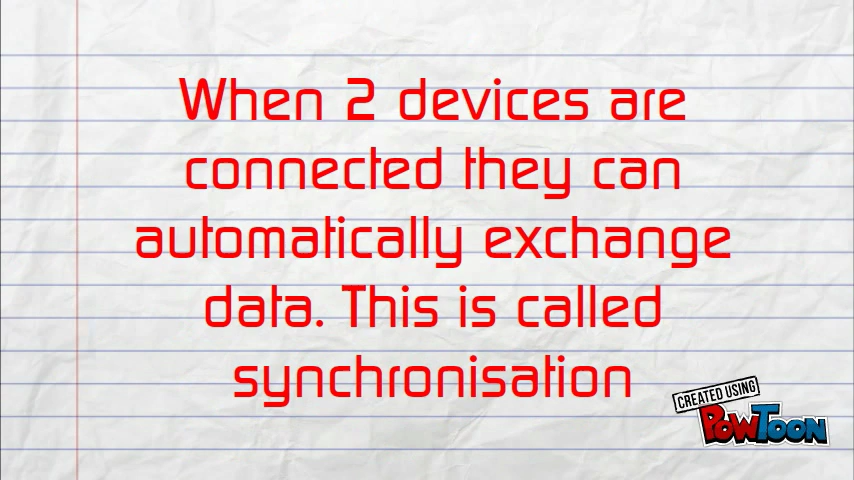 When 2 devices are
connected they can
automatically exchange
data. This is called
synchronisation
CREATED USING
POWTOON